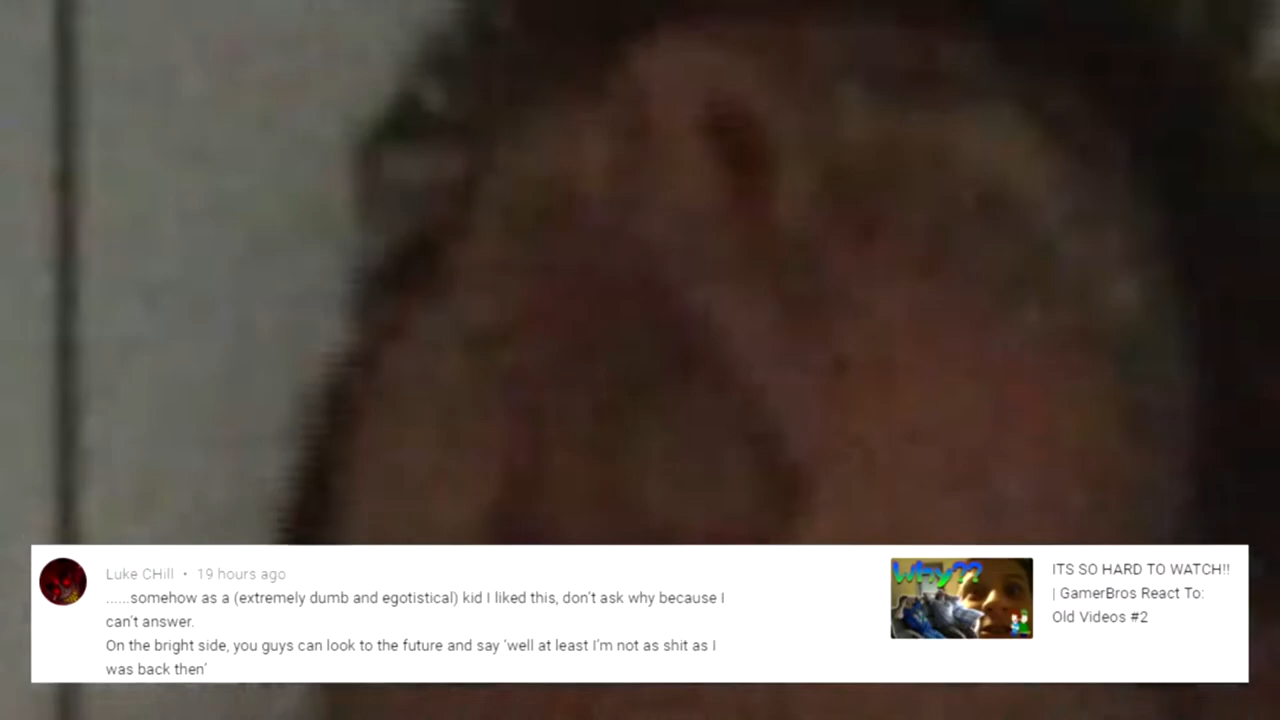 Luke CHill • 19 hours ago
......somehow as a (extremely dumb and egotistical) kid I liked this, don't ask why because I
can't answer.
On the bright side, you guys can look to the future and say 'well at least I'm not as shit as I
was back then'
why??
ITS SO HARD TO WATCH!!
| GamerBros React To:
Old Videos #2